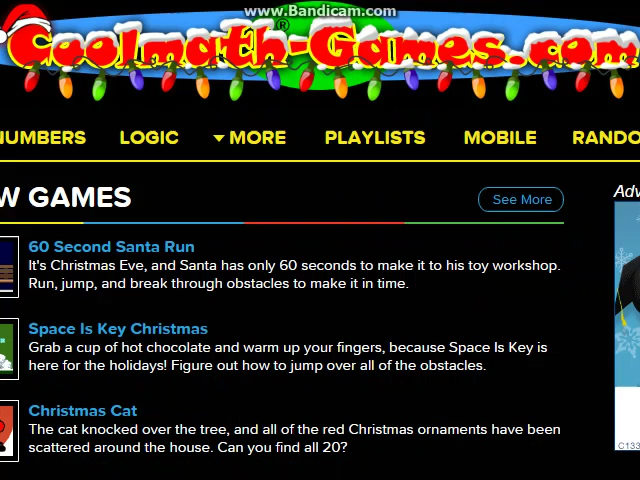 www.Bandicam.com
Coolmath-Games.com
NUMBERS LOGIC MORE PLAYLISTS MOBILE RANDO
W GAMES
See More
Adv
60 Second Santa Run
It's Christmas Eve, and Santa has only 60 seconds to make it to his toy workshop.
Run, jump, and break through obstacles to make it in time.
Space Is Key Christmas
Grab a cup of hot chocolate and warm up your fingers, because Space Is Key is
here for the holidays! Figure out how to jump over all of the obstacles.
Christmas Cat
The cat knocked over the tree, and all of the red Christmas ornaments have been
scattered around the house. Can you find all 20?
C133